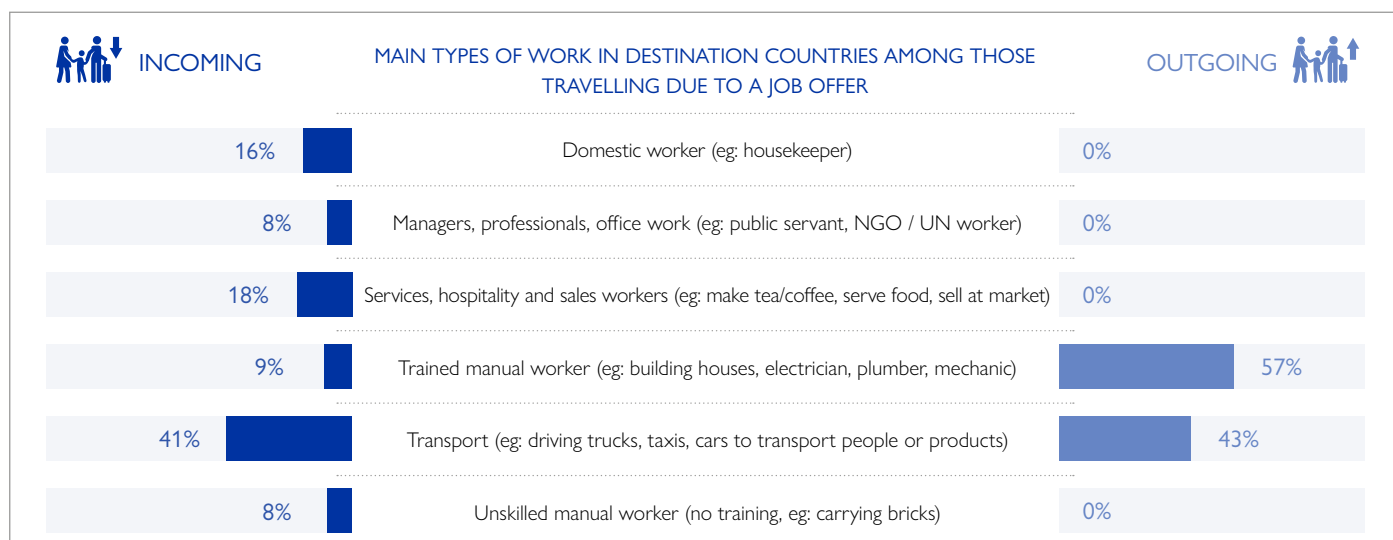 INCOMING
MAIN TYPES OF WORK IN DESTINATION COUNTRIES AMONG THOSE
TRAVELLING DUE TO A JOB OFFER
OUTGOING
16% Domestic worker (eg: housekeeper) 0%
8% Managers, professionals, office work (eg: public servant, NGO / UN worker) 0%
18% Services, hospitality and sales workers (eg: make tea/coffee, serve food, sell at market) 0%
9% Trained manual worker (eg: building houses, electrician, plumber, mechanic) 57%
41% Transport (eg: driving trucks, taxis, cars to transport people or products) 43%
8% Unskilled manual worker (no training, eg: carrying bricks) 0%